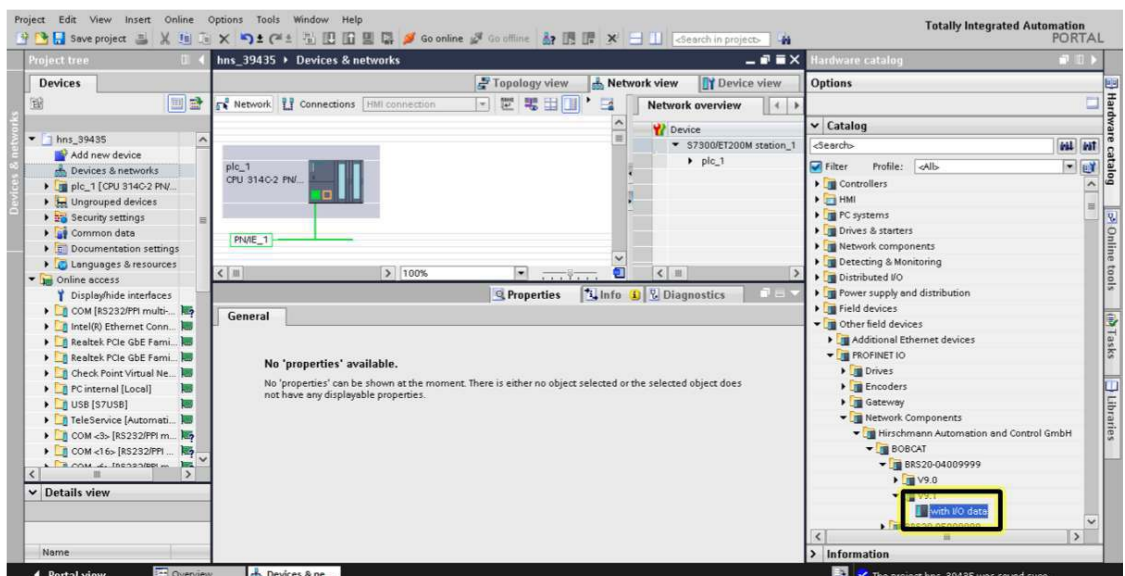 Project Edit View Insert Online Options Tools Window Help
Totally Integrated Automation
PORTAL
Save project
Go online
Go offline
<Search in project>
Project tree
hns_39435 ▸ Devices & networks
Hardware catalog
Devices
Topology view
Network view
Device view
Options
Network
Connections
HMI connection
Network overview
Catalog
<Search>
Filter
Profile:
<All>
Device
S7300/ET200M station_1
plc_1
plc_1
CPU 314C-2 PN/...
PN/IE_1
100%
hns_39435
Add new device
Devices & networks
plc_1 [CPU 314C-2 PN/...
Ungrouped devices
Security settings
Common data
Documentation settings
Languages & resources
Online access
Display/hide interfaces
COM [RS232/PPI multi-...
Intel(R) Ethernet Conn...
Realtek PCIe GbE Fami...
Realtek PCIe GbE Fami...
Check Point Virtual Ne...
PC internal [Local]
USB [S7USB]
TeleService [Automati...
COM <3> [RS232/PPI m...
COM <16> [RS232/PPI ...
Details view
Name
Properties
Info
Diagnostics
General
No 'properties' available.
No 'properties' can be shown at the moment. There is either no object selected or the selected object does
not have any displayable properties.
Controllers
HMI
PC systems
Drives & starters
Network components
Detecting & Monitoring
Distributed I/O
Power supply and distribution
Field devices
Other field devices
Additional Ethernet devices
PROFINET IO
Drives
Encoders
Gateway
Network Components
Hirschmann Automation and Control GmbH
BOBCAT
BRS20-04009999
V9.0
V9.1
with I/O data
Information
Devices & networks
Hardware catalog
Online tools
Tasks
Libraries
Portal view
Overview
Devices & ne...
The project hns_39435 was saved succ...